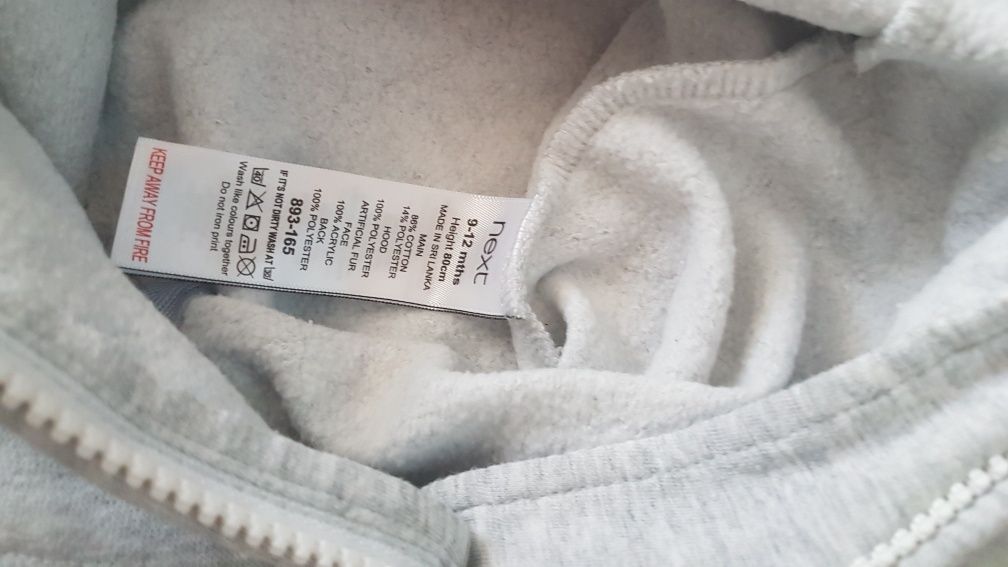 next
9-12 mths
Height 80cm
MADE IN SRI LANKA
MAIN
86% COTTON
14% POLYESTER
HOOD
100% POLYESTER
ARTIFICIAL FUR
FACE
100% ACRYLIC
BACK
100% POLYESTER
893-165
IF IT'S NOT DIRTY WASH AT 30
40
Wash like colours together
Do not iron print
KEEP AWAY FROM FIRE